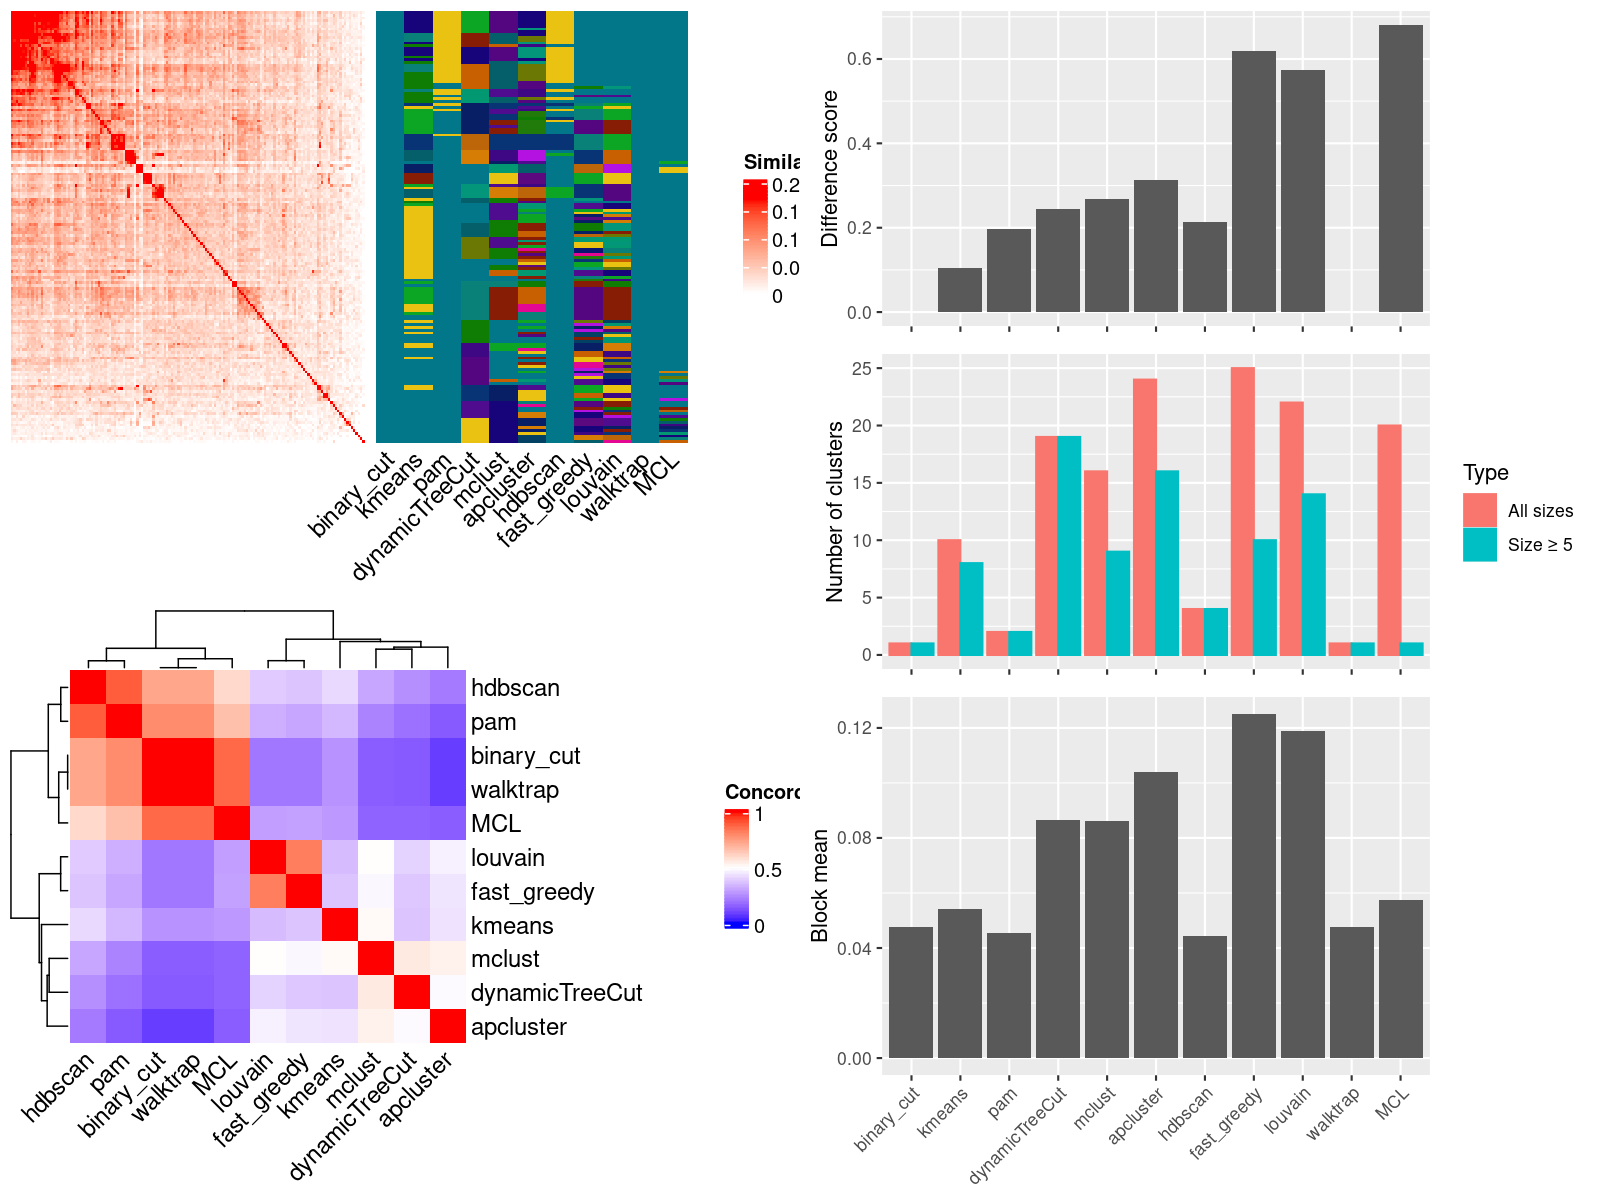 Simila
0.2
0.1
0.1
0.0
0
binary_cut
kmeans
pam
dynamicTreeCut
mclust
apcluster
hdbscan
fast_greedy
louvain
walktrap
MCL
hdbscan
pam
binary_cut
walktrap
MCL
louvain
fast_greedy
kmeans
mclust
dynamicTreeCut
apcluster
hdbscan
pam
binary_cut
walktrap
MCL
louvain
fast_greedy
kmeans
mclust
dynamicTreeCut
apcluster
Concord
1
0.5
0
Difference score
0.6
0.4
0.2
0.0
Number of clusters
25
20
15
10
5
0
Type
All sizes
Size ≥ 5
Block mean
0.12
0.08
0.04
0.00
binary_cut
kmeans
pam
dynamicTreeCut
mclust
apcluster
hdbscan
fast_greedy
louvain
walktrap
MCL